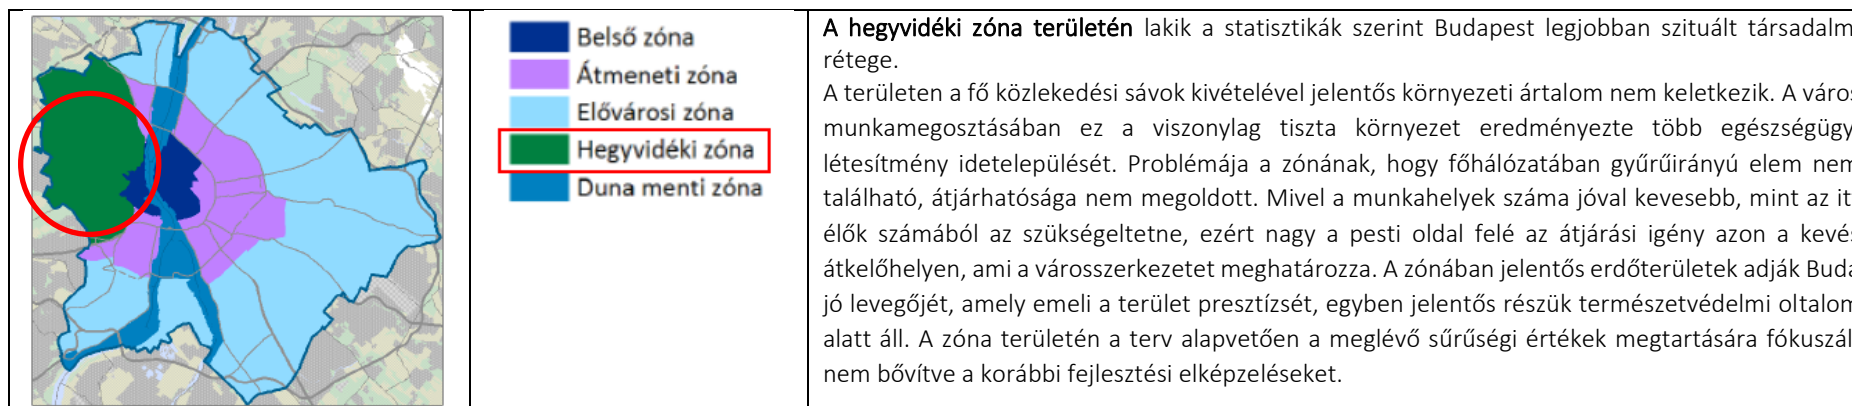 Belső zóna
Átmeneti zóna
Elővárosi zóna
Hegyvidéki zóna
Duna menti zóna
A hegyvidéki zóna területén lakik a statisztikák szerint Budapest legjobban szituált társadalm
rétege.
A területen a fő közlekedési sávok kivételével jelentős környezeti ártalom nem keletkezik. A város
munkamegosztásában ez a viszonylag tiszta környezet eredményezte több egészségügy
létesítmény idetelepülését. Problémája a zónának, hogy főhálózatában gyűrűirányú elem nem
található, átjárhatósága nem megoldott. Mivel a munkahelyek száma jóval kevesebb, mint az it
élők számából az szükségeltetne, ezért nagy a pesti oldal felé az átjárási igény azon a kevés
átkelőhelyen, ami a városszerkezetet meghatározza. A zónában jelentős erdőterületek adják Buda
jó levegőjét, amely emeli a terület presztízsét, egyben jelentős részük természetvédelmi oltalom
alatt áll. A zóna területén a terv alapvetően a meglévő sűrűségi értékek megtartására fókuszál
nem bővítve a korábbi fejlesztési elképzeléseket.